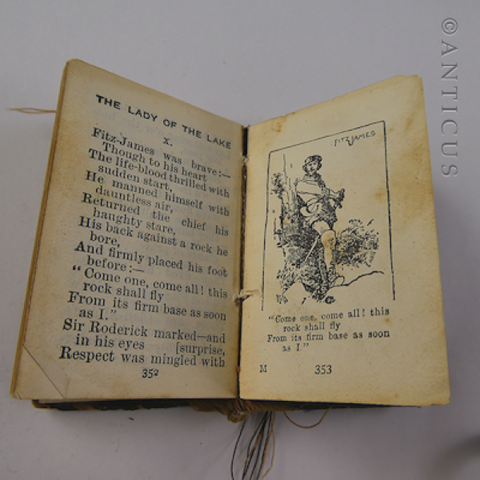 THE LADY OF THE LAKE
X.
Fitz-James was brave:—
Though to his heart
The life-blood thrilled with
sudden start,
He manned himself with
dauntless air,
Returned the chief his
haughty stare,
His back against a rock he
bore,
And firmly placed his foot
before:—
"Come one, come all! this
rock shall fly
From its firm base as soon
as I."
Sir Roderick marked—and
in his eyes [surprise,
Respect was mingled with
352
FITZ-JAMES
"Come one, come all! this
rock shall fly
From its firm base as soon
as I."
M 353
©ANTICUS